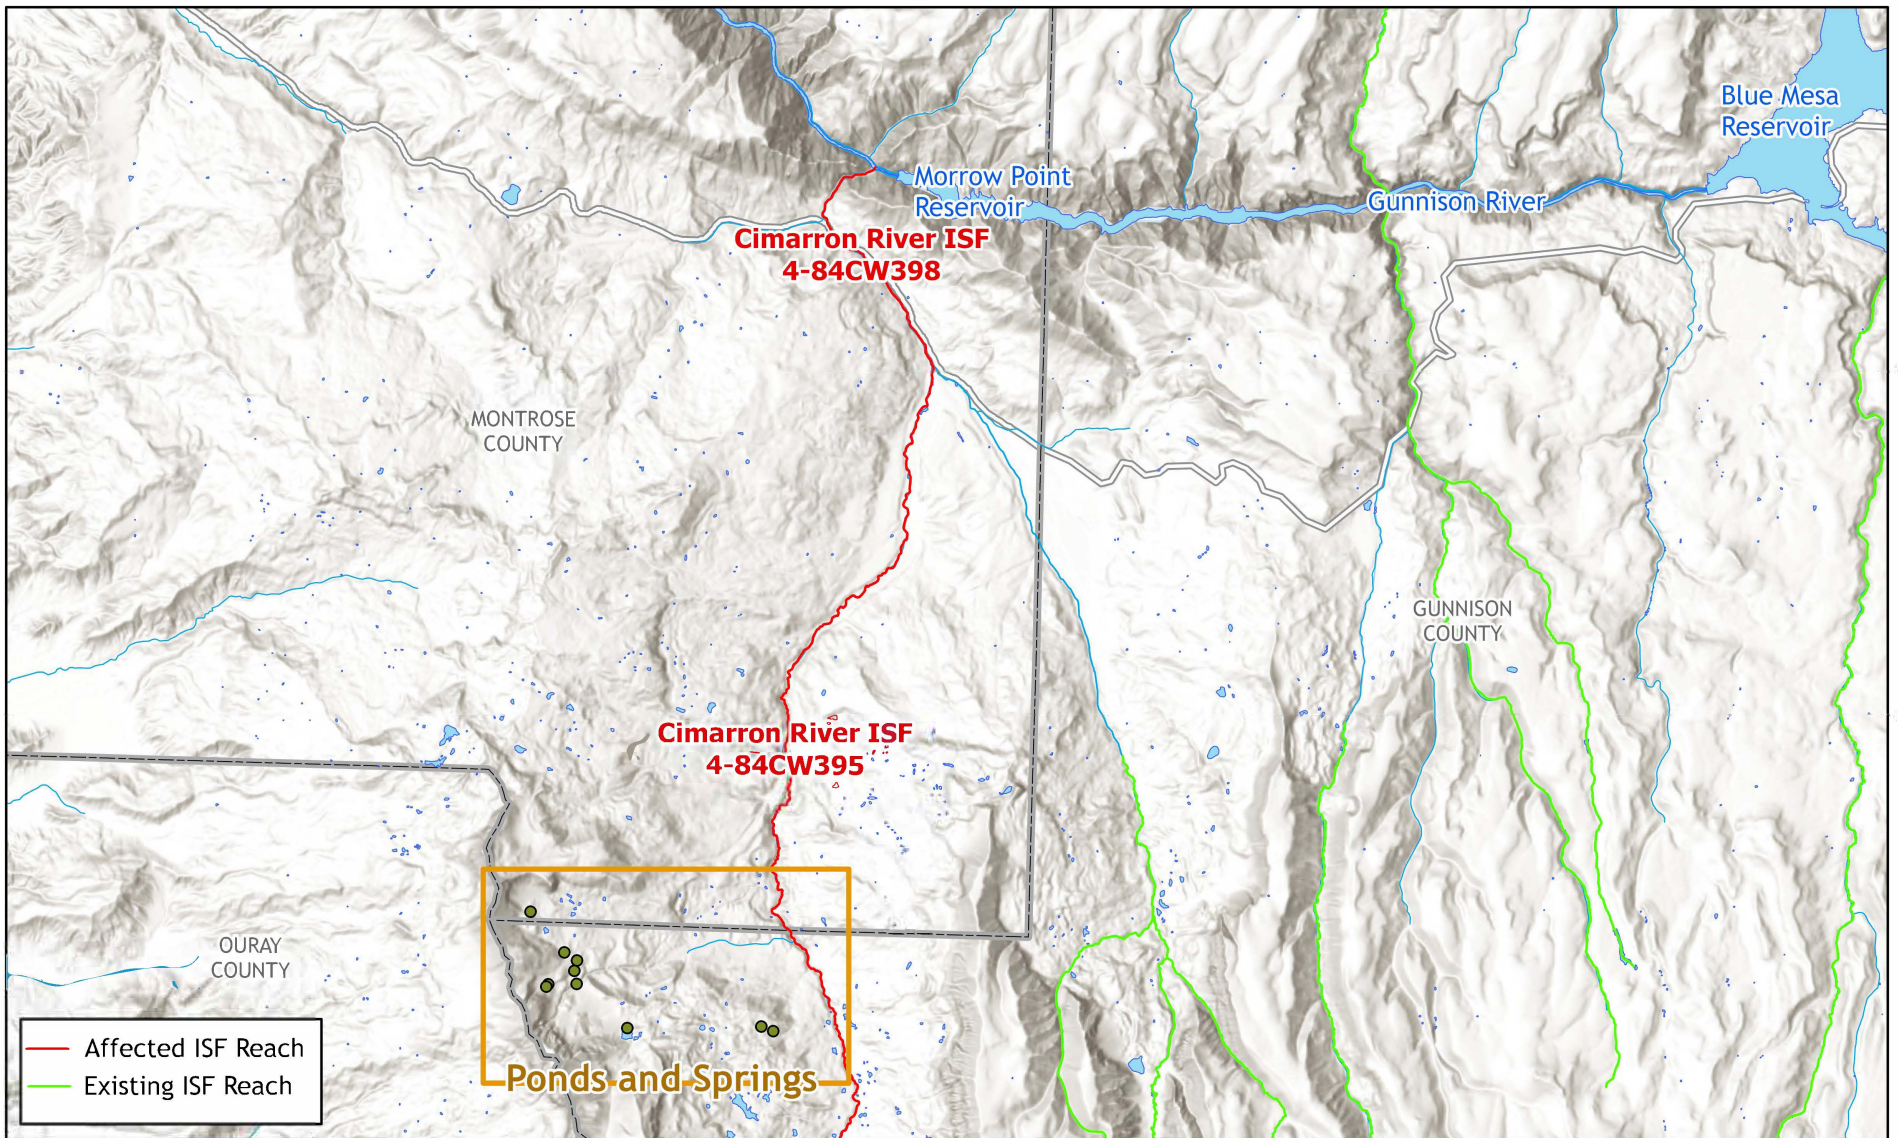 Blue Mesa
Reservoir
Morrow Point
Reservoir
Gunnison River
Cimarron River ISF
4-84CW398
MONTROSE
COUNTY
GUNNISON
COUNTY
Cimarron River ISF
4-84CW395
OURAY
COUNTY
Affected ISF Reach
Existing ISF Reach
Ponds and Springs